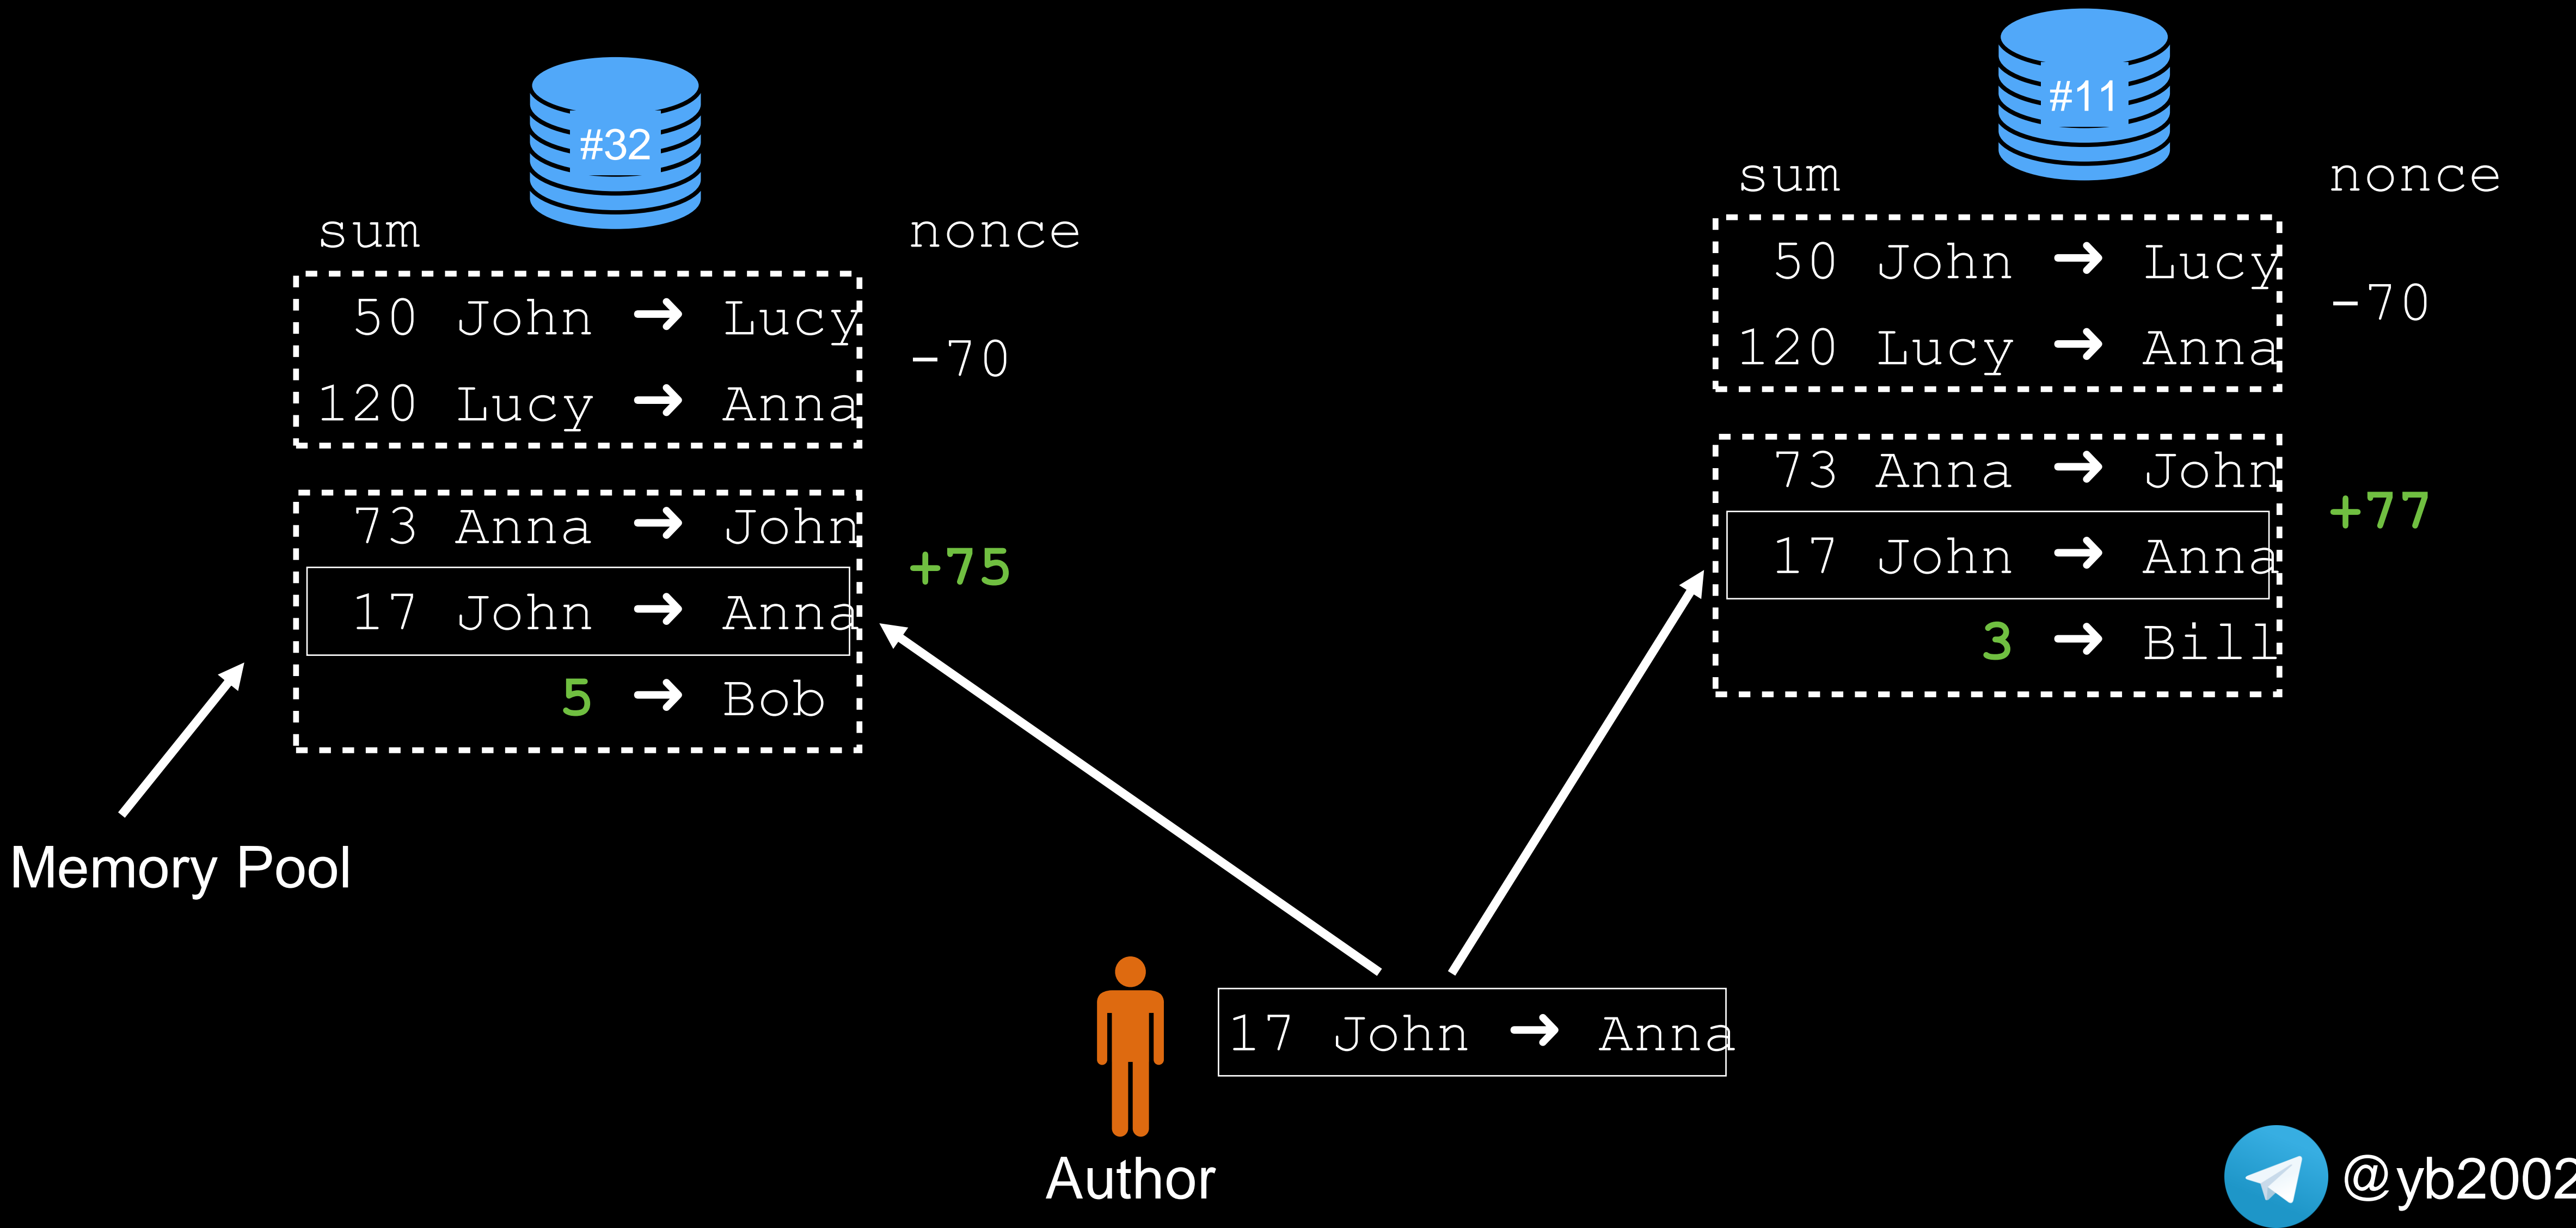 #32
sum nonce
50 John → Lucy
-70
120 Lucy → Anna
73 Anna → John
+75
17 John → Anna
5 → Bob
Memory Pool
#11
sum nonce
50 John → Lucy
-70
120 Lucy → Anna
73 Anna → John
+77
17 John → Anna
3 → Bill
17 John → Anna
Author
@yb2002